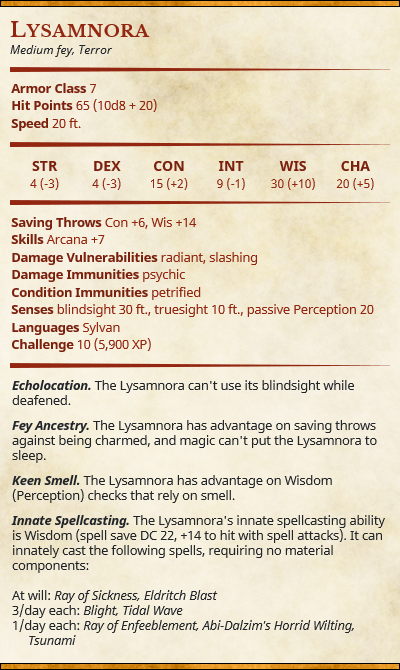 Lysamnora
Medium fey, Terror
Armor Class 7
Hit Points 65 (10d8 + 20)
Speed 20 ft.
STR DEX CON INT WIS CHA
4 (-3) 4 (-3) 15 (+2) 9 (-1) 30 (+10) 20 (+5)
Saving Throws Con +6, Wis +14
Skills Arcana +7
Damage Vulnerabilities radiant, slashing
Damage Immunities psychic
Condition Immunities petrified
Senses blindsight 30 ft., truesight 10 ft., passive Perception 20
Languages Sylvan
Challenge 10 (5,900 XP)
Echolocation. The Lysamnora can't use its blindsight while
deafened.
Fey Ancestry. The Lysamnora has advantage on saving throws
against being charmed, and magic can't put the Lysamnora to
sleep.
Keen Smell. The Lysamnora has advantage on Wisdom
(Perception) checks that rely on smell.
Innate Spellcasting. The Lysamnora's innate spellcasting ability
is Wisdom (spell save DC 22, +14 to hit with spell attacks). It can
innately cast the following spells, requiring no material
components:
At will: Ray of Sickness, Eldritch Blast
3/day each: Blight, Tidal Wave
1/day each: Ray of Enfeeblement, Abi-Dalzim's Horrid Wilting,
Tsunami